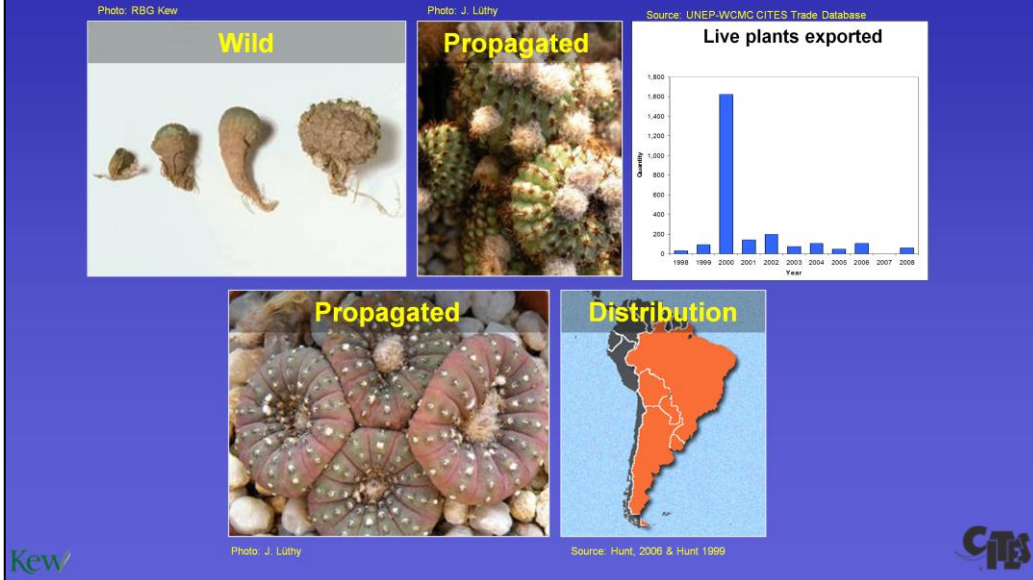 Photo: RBG Kew
Wild
Photo: J. Lüthy
Propagated
Source: UNEP-WCMC CITES Trade Database
Live plants exported
1,800
1,600
1,400
1,200
1,000
800
600
400
200
0
Quantity
1998 1999 2000 2001 2002 2003 2004 2005 2006 2007 2008
Year
Propagated
Photo: J. Lüthy
Distribution
Source: Hunt, 2006 & Hunt 1999
Kew
CITES